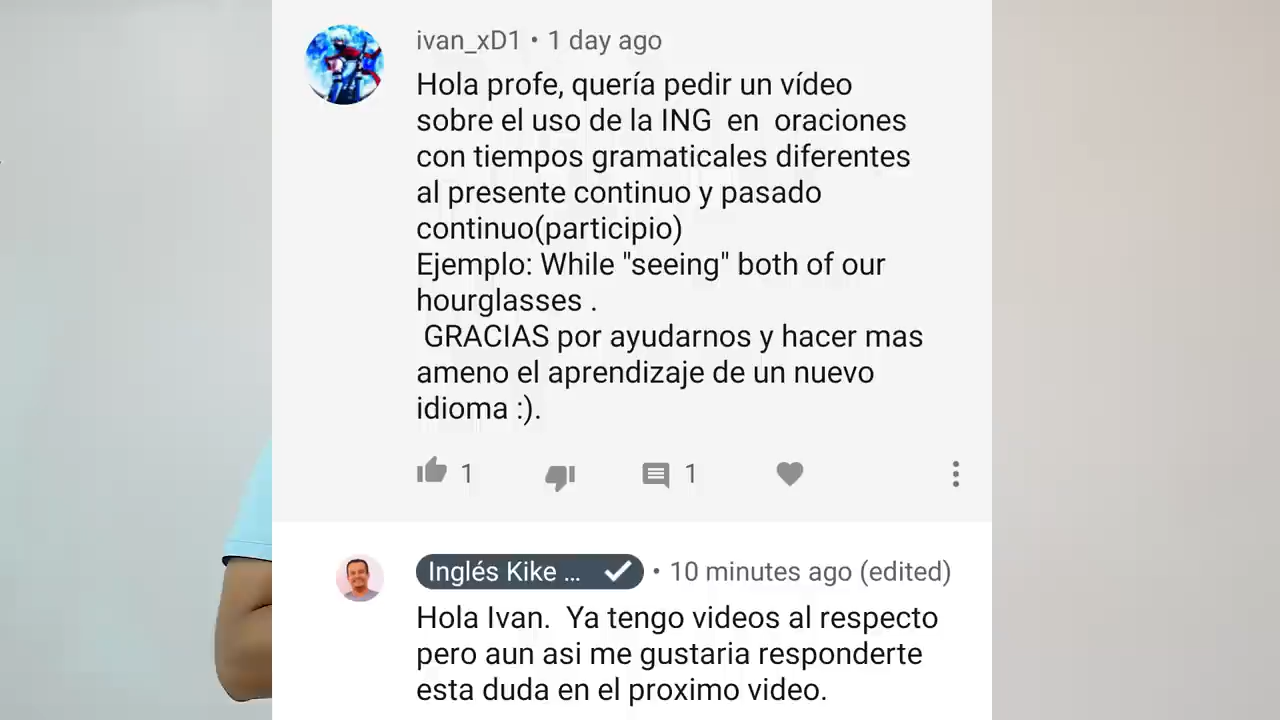 ivan_xD1 • 1 day ago
Hola profe, quería pedir un vídeo
sobre el uso de la ING en oraciones
con tiempos gramaticales diferentes
al presente continuo y pasado
continuo(participio)
Ejemplo: While "seeing" both of our
hourglasses .
GRACIAS por ayudarnos y hacer mas
ameno el aprendizaje de un nuevo
idioma :).
1
1
Inglés Kike ... • 10 minutes ago (edited)
Hola Ivan. Ya tengo videos al respecto
pero aun asi me gustaria responderte
esta duda en el proximo video.